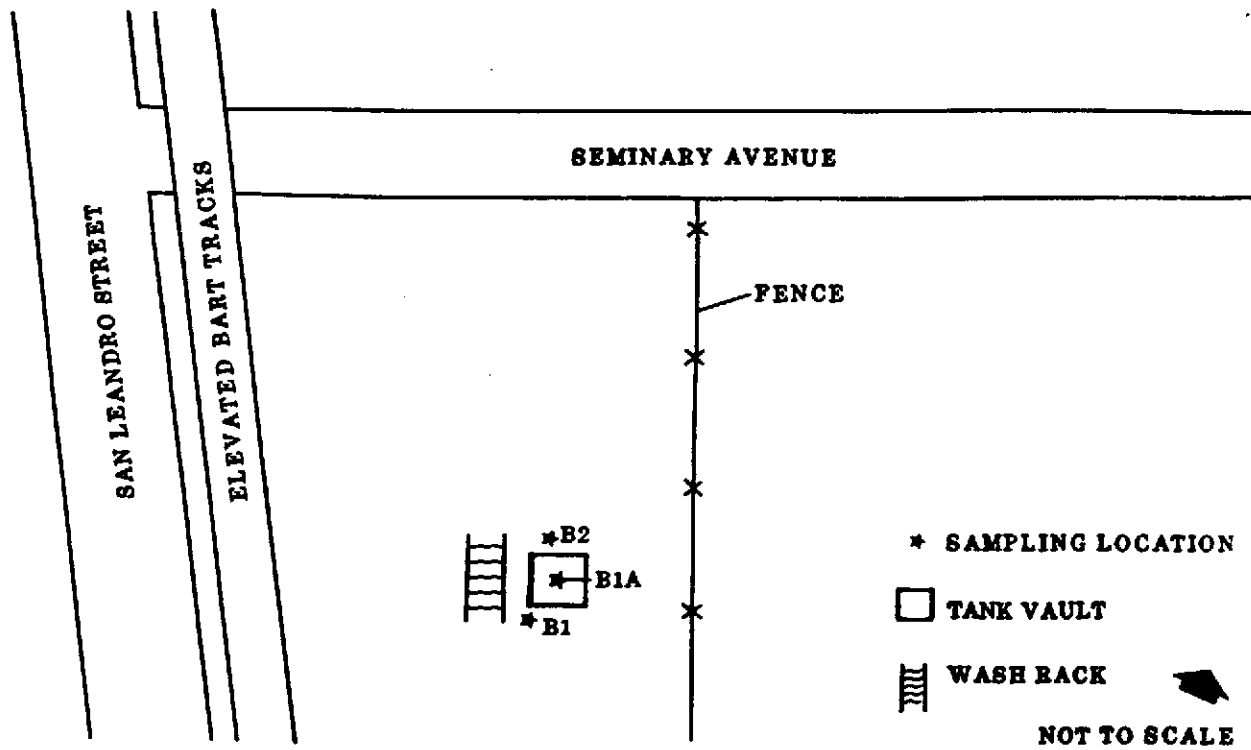 SEMINARY AVENUE
SAN LEANDRO STREET
ELEVATED BART TRACKS
FENCE
B2
B1A
B1
SAMPLING LOCATION
TANK VAULT
WASH RACK
NOT TO SCALE